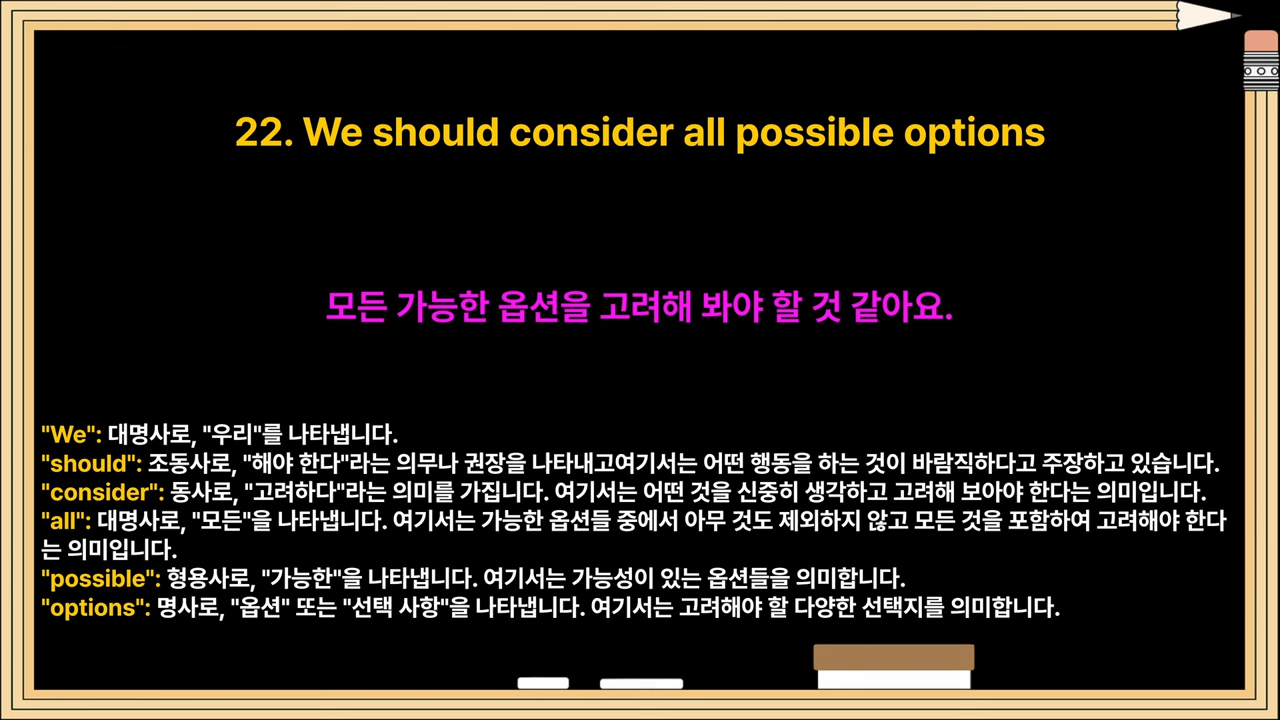 22. We should consider all possible options
모든 가능한 옵션을 고려해 봐야 할 것 같아요.
"We": 대명사로, "우리"를 나타냅니다.
"should": 조동사로, "해야 한다"라는 의무나 권장을 나타내고여기서는 어떤 행동을 하는 것이 바람직하다고 주장하고 있습니다.
"consider": 동사로, "고려하다"라는 의미를 가집니다. 여기서는 어떤 것을 신중히 생각하고 고려해 보아야 한다는 의미입니다.
"all": 대명사로, "모든"을 나타냅니다. 여기서는 가능한 옵션들 중에서 아무 것도 제외하지 않고 모든 것을 포함하여 고려해야 한다
는 의미입니다.
"possible": 형용사로, "가능한"을 나타냅니다. 여기서는 가능성이 있는 옵션들을 의미합니다.
"options": 명사로, "옵션" 또는 "선택 사항"을 나타냅니다. 여기서는 고려해야 할 다양한 선택지를 의미합니다.